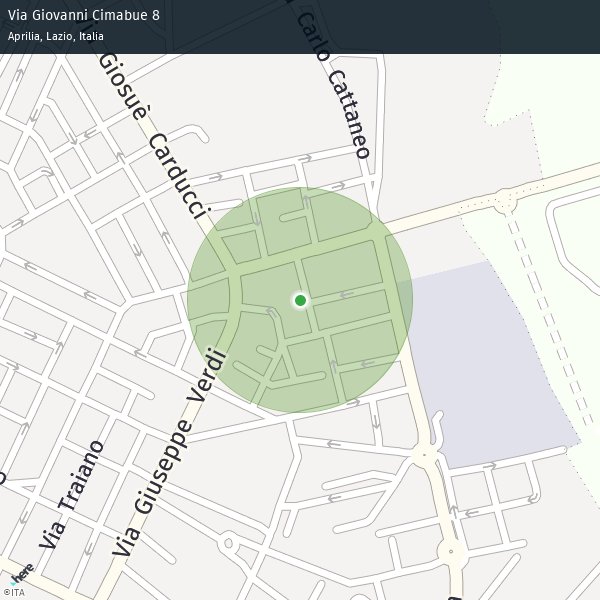 Via Giovanni Cimabue 8
Aprilia, Lazio, Italia
Via Giosuè Carducci
Carlo Cattaneo
Via Giuseppe Verdi
Via Traiano
here
©ITA